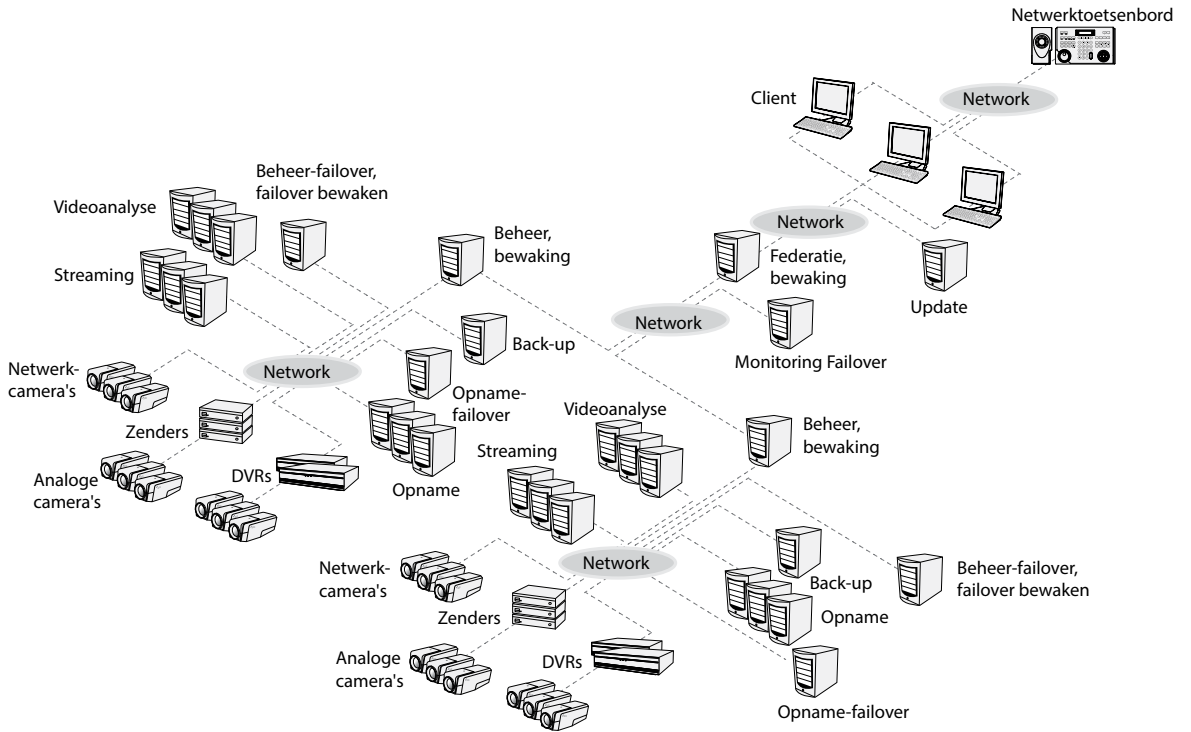 Netwerktoetsenbord
Network
Client
Beheer-failover,
failover bewaken
Videoanalyse
Network
Beheer,
bewaking
Federatie,
bewaking
Streaming
Update
Network
Back-up
Monitoring Failover
Network
Netwerk-
camera's
Opname-
failover
Videoanalyse
Beheer,
bewaking
Zenders
Streaming
Analoge
camera's
DVRs
Opname
Network
Netwerk-
camera's
Back-up
Beheer-failover,
failover bewaken
Zenders
Opname
Analoge
camera's
DVRs
Opname-failover